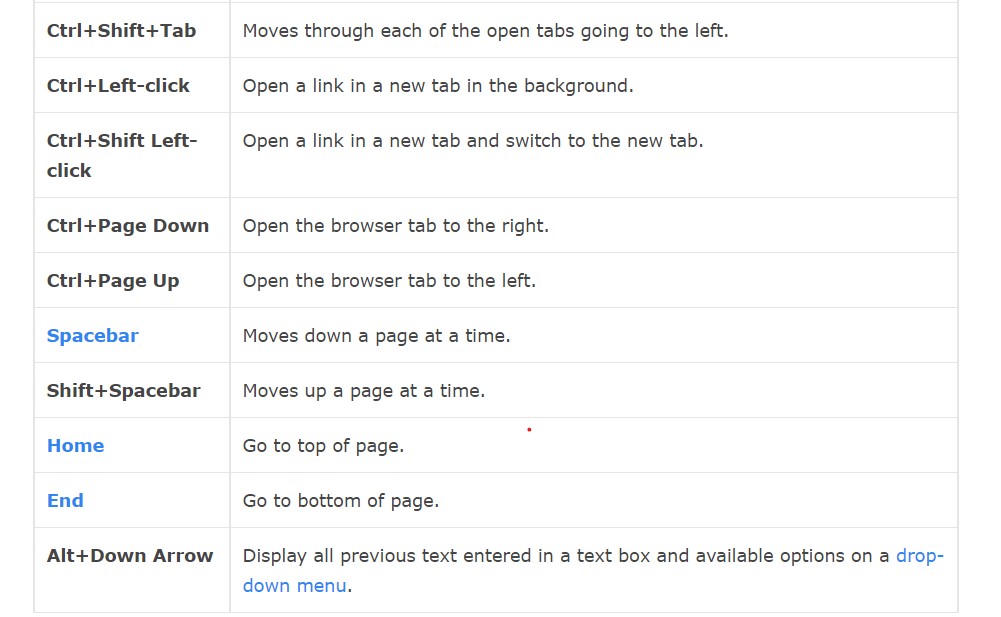 Ctrl+Shift+Tab Moves through each of the open tabs going to the left.
Ctrl+Left-click Open a link in a new tab in the background.
Ctrl+Shift Left- Open a link in a new tab and switch to the new tab.
click
Ctrl+Page Down Open the browser tab to the right.
Ctrl+Page Up Open the browser tab to the left.
Spacebar Moves down a page at a time.
Shift+Spacebar Moves up a page at a time.
Home Go to top of page.
End Go to bottom of page.
Alt+Down Arrow Display all previous text entered in a text box and available options on a drop-
down menu.